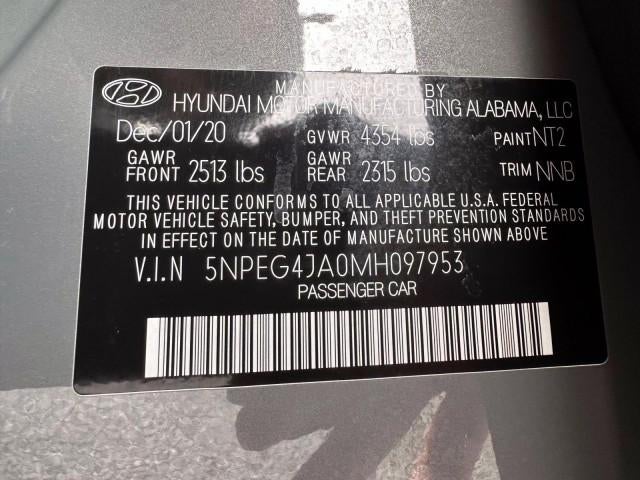 MANUFACTURED BY
HYUNDAI MOTOR MANUFACTURING ALABAMA, LLC
Dec/01/20 GVWR 4354 lbs PAINT NT2
GAWR FRONT 2513 lbs GAWR REAR 2315 lbs TRIM NNB
THIS VEHICLE CONFORMS TO ALL APPLICABLE U.S.A. FEDERAL
MOTOR VEHICLE SAFETY, BUMPER, AND THEFT PREVENTION STANDARDS
IN EFFECT ON THE DATE OF MANUFACTURE SHOWN ABOVE
V.I.N 5NPEG4JA0MH097953
PASSENGER CAR